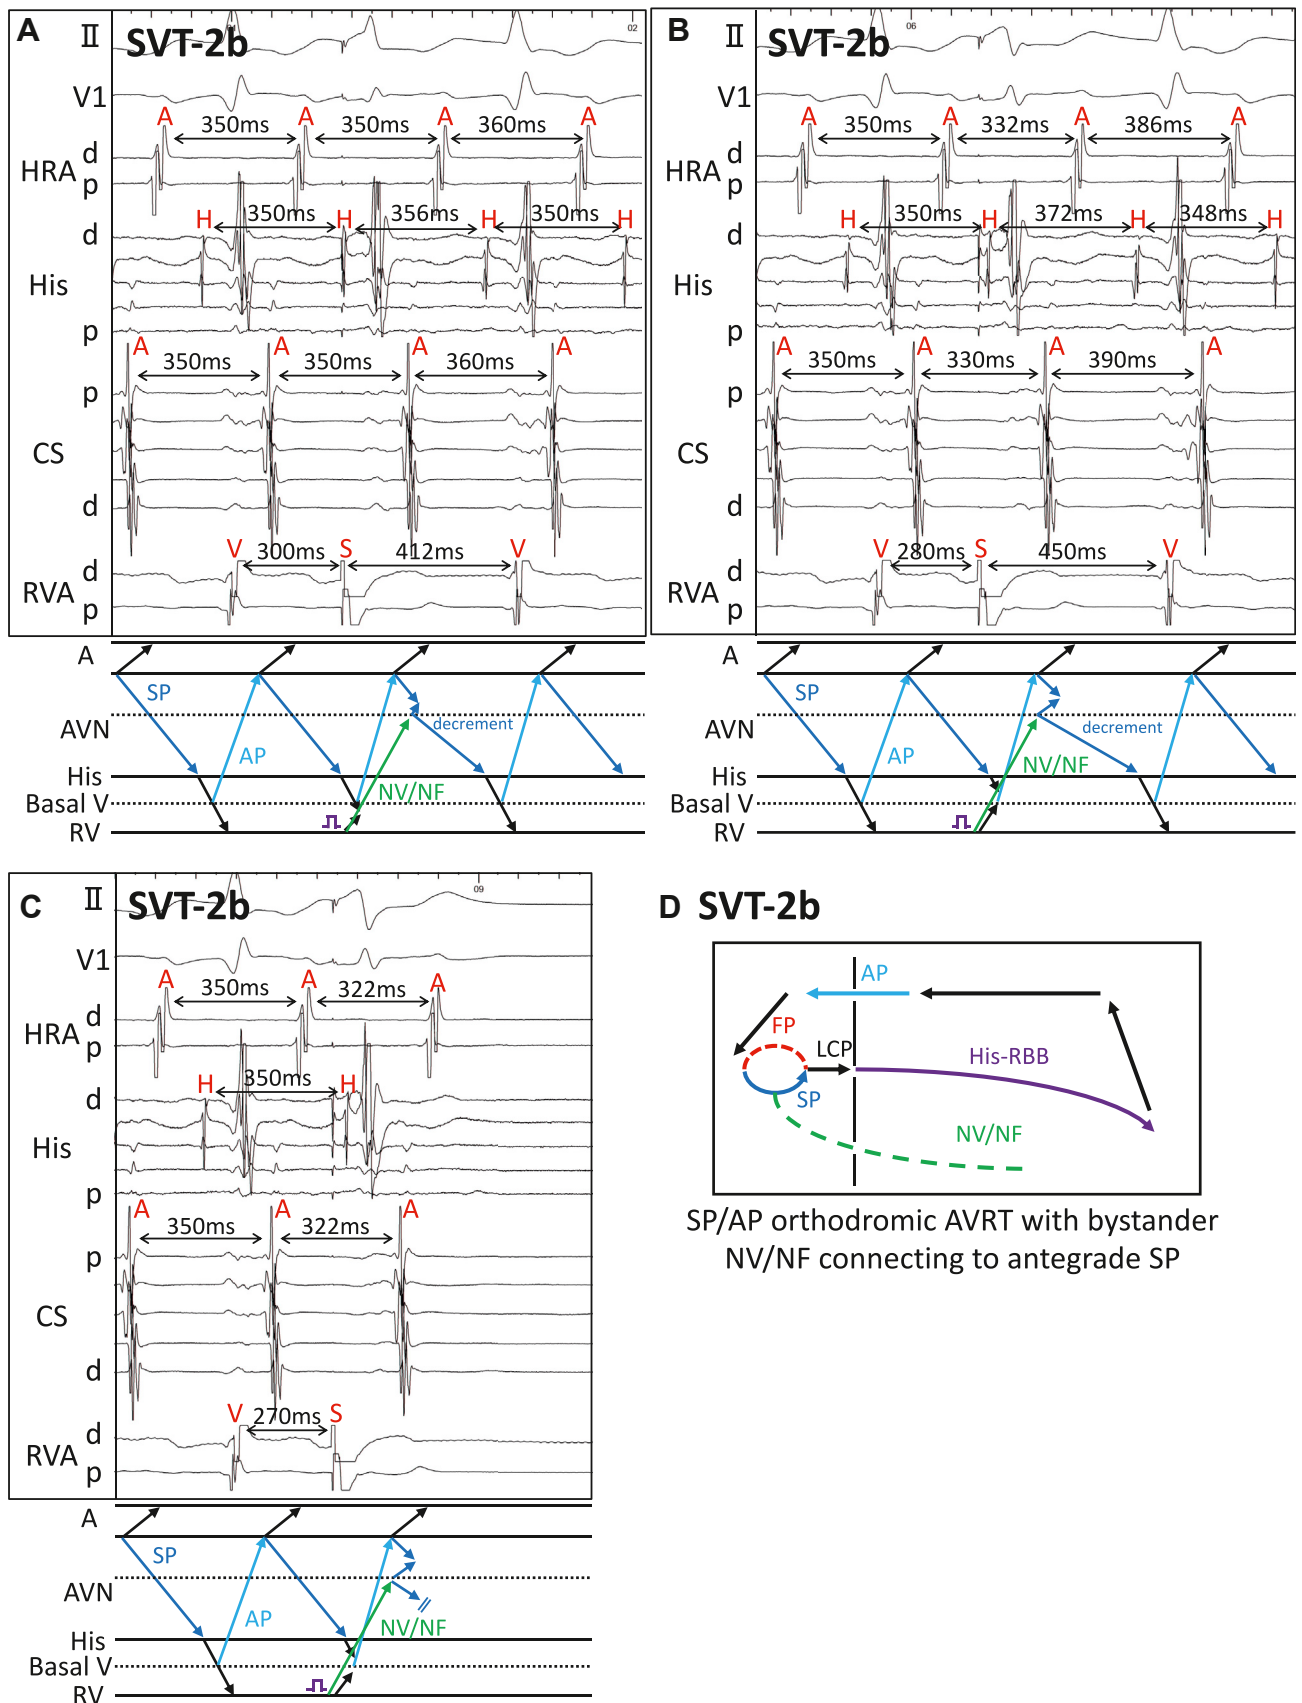 A
SVT-2b
01
02
II
V1
A A A A
350ms 350ms 360ms
HRA d p
H H H H
350ms 356ms 350ms
His d p
A A A A
350ms 350ms 360ms
CS p d
V S V
300ms 412ms
RVA d p
A
SP
AVN
decrement
AP
His
NV/NF
Basal V
RV
B
SVT-2b
06
II
V1
A A A A
350ms 332ms 386ms
HRA d p
H H H H
350ms 372ms 348ms
His d p
A A A A
350ms 330ms 390ms
CS p d
V S V
280ms 450ms
RVA d p
A
SP
AVN
decrement
AP
NV/NF
His
Basal V
RV
C
SVT-2b
09
II
V1
A A A
350ms 322ms
HRA d p
H H
350ms
His d p
A A A
350ms 322ms
CS p d
V S
270ms
RVA d p
A
SP
AVN
AP
NV/NF
His
Basal V
RV
D SVT-2b
AP
FP
LCP
His-RBB
SP
NV/NF
SP/AP orthodromic AVRT with bystander
NV/NF connecting to antegrade SP